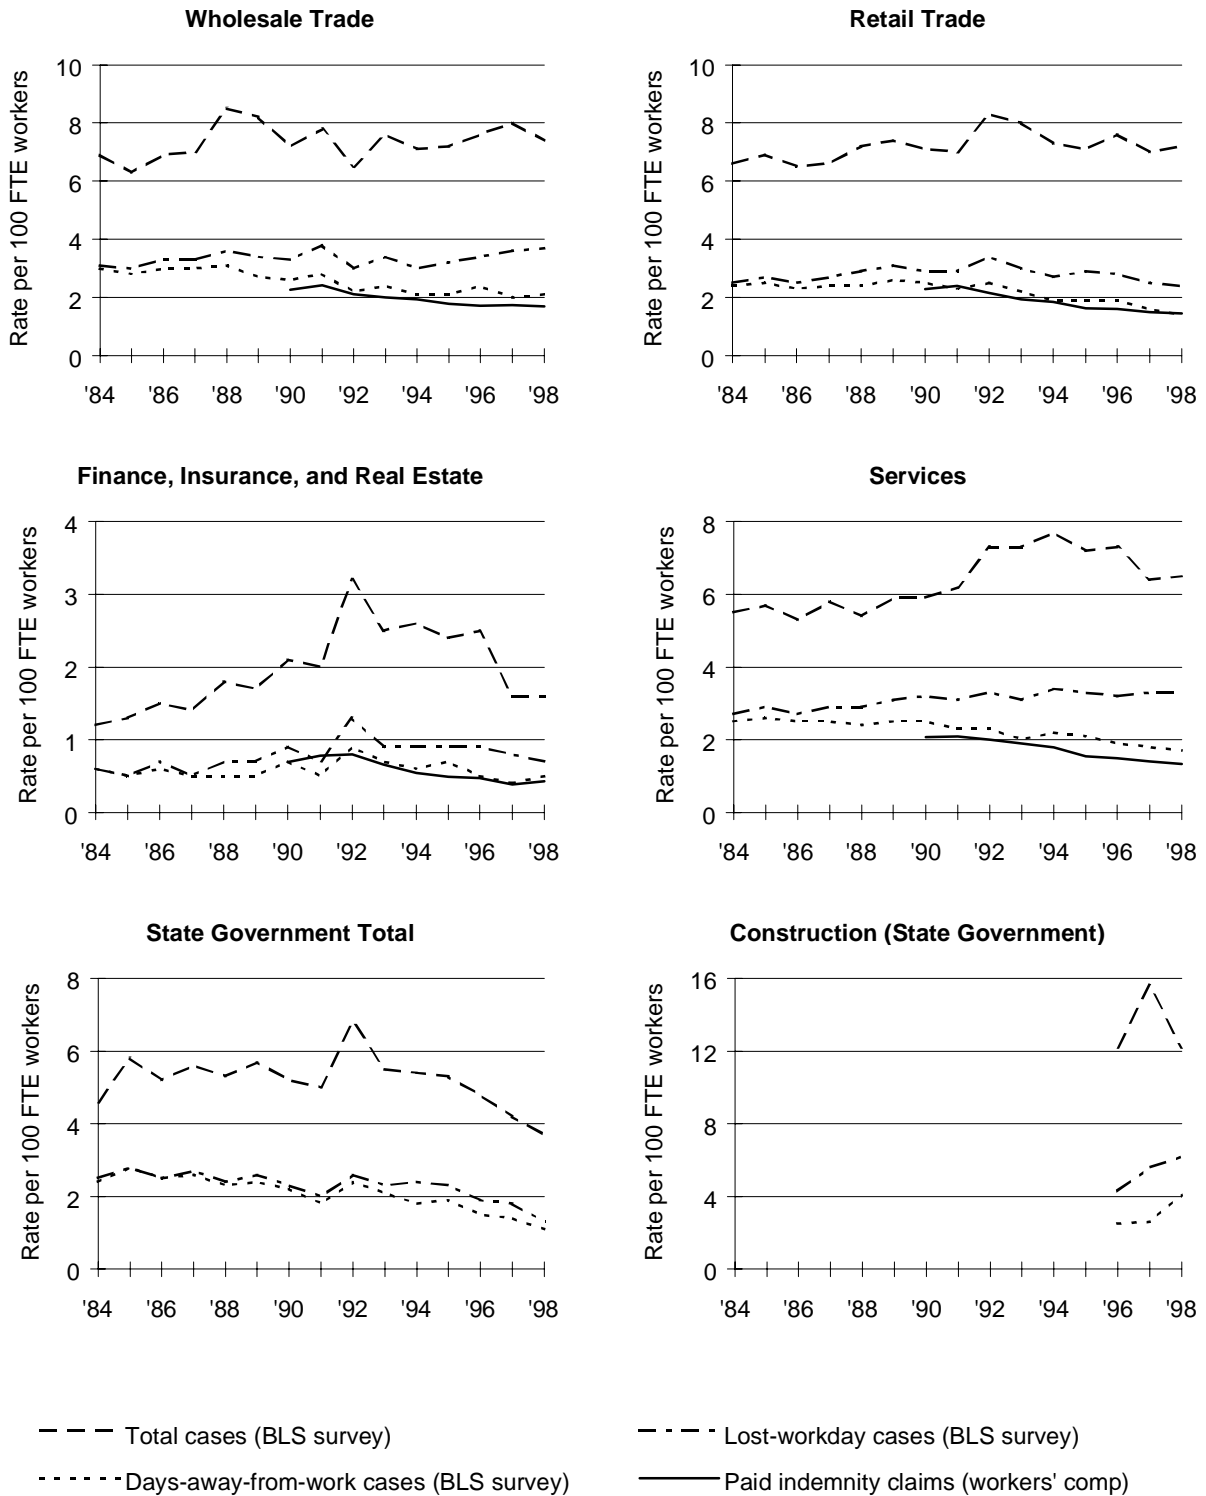 Wholesale Trade
Rate per 100 FTE workers
10
8
6
4
2
0
'84 '86 '88 '90 '92 '94 '96 '98
Retail Trade
Rate per 100 FTE workers
10
8
6
4
2
0
'84 '86 '88 '90 '92 '94 '96 '98
Finance, Insurance, and Real Estate
Rate per 100 FTE workers
4
3
2
1
0
'84 '86 '88 '90 '92 '94 '96 '98
Services
Rate per 100 FTE workers
8
6
4
2
0
'84 '86 '88 '90 '92 '94 '96 '98
State Government Total
Rate per 100 FTE workers
8
6
4
2
0
'84 '86 '88 '90 '92 '94 '96 '98
Construction (State Government)
Rate per 100 FTE workers
16
12
8
4
0
'84 '86 '88 '90 '92 '94 '96 '98
Total cases (BLS survey)
Lost-workday cases (BLS survey)
Days-away-from-work cases (BLS survey)
Paid indemnity claims (workers' comp)